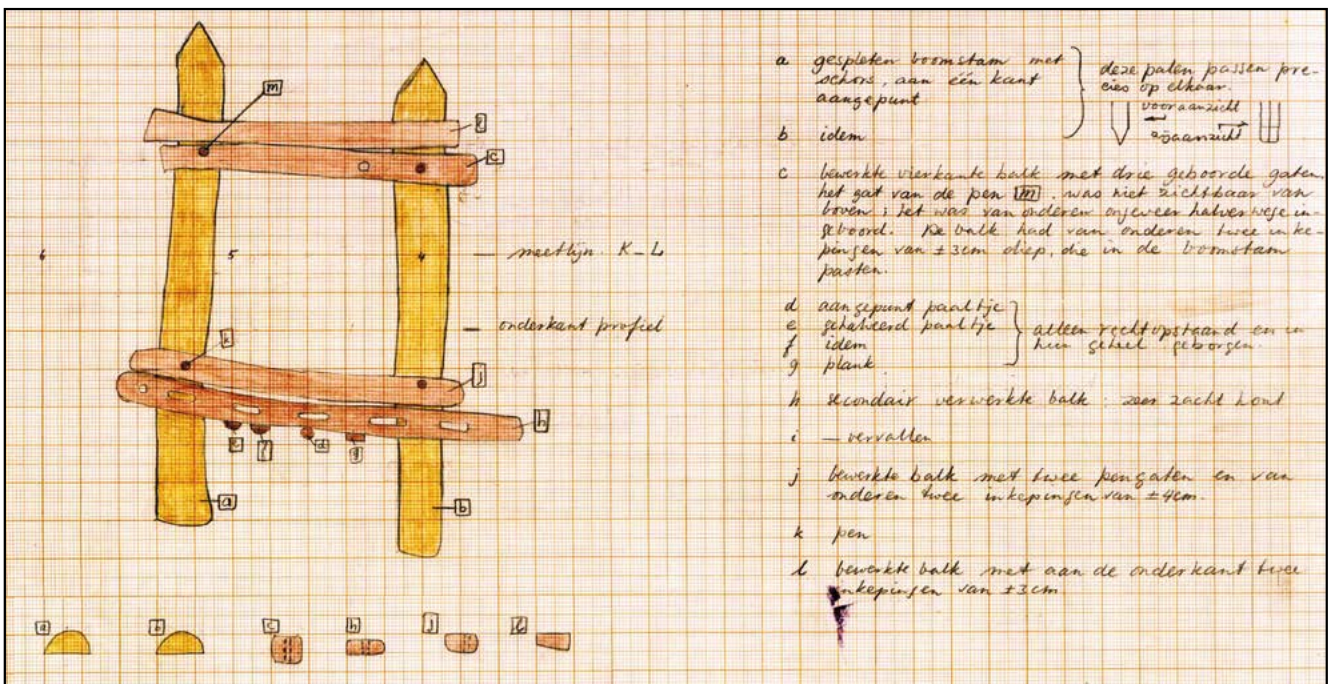 m
l
c
6
5
4
meetlijn. K-L
onderkant profiel
k
j
h
e
f
d
g
a
b
a
b
c
h
j
l
a gespleten boomstam met
schors, aan één kant
aangepunt
b idem
deze palen passen pre-
cies op elkaar.
vooraanzicht
zijaanzicht
c bewerkte vierkante balk met drie geboorde gaten.
het gat van de pen m. was niet zichtbaar van
boven; het was van onderen ongeveer halverwege in-
geboord. De balk had van onderen twee inke-
pingen van ±3cm diep, die in de boomstam
pasten.
d aangepunt paaltje
e gehalveerd paaltje
f idem
g plank
alleen rechtopstaand en in
hun geheel geborgen.
h secondair verwerkte balk: zeer zacht hout
i – vervallen
j bewerkte balk met twee pengaten en van
onderen twee inkepingen van ±4cm.
k pen
l bewerkte balk met aan de onderkant twee
inkepingen van ±3cm